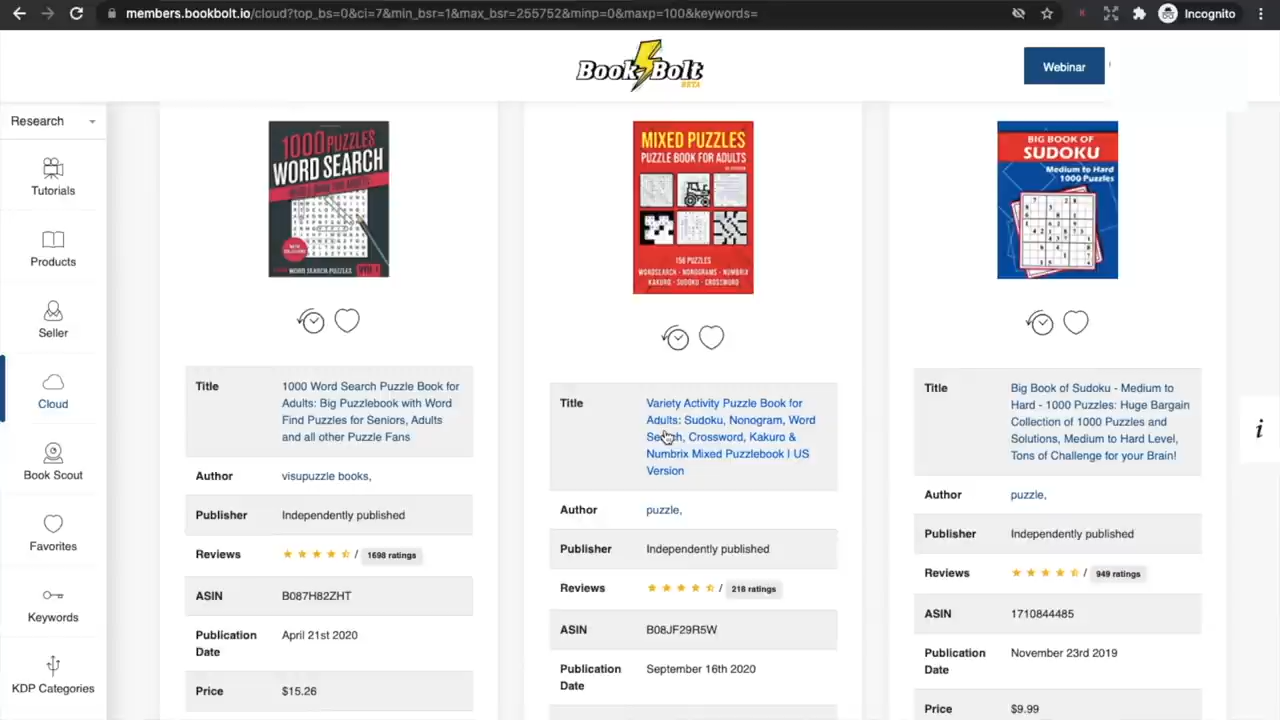 members.bookbolt.io/cloud?top_bs=0&ci=7&min_bsr=1&max_bsr=255752&minp=0&maxp=100&keywords=
Incognito
Book Bolt
BETA
Webinar
Research
Tutorials
Products
Seller
Cloud
Book Scout
Favorites
Keywords
KDP Categories
1000 PUZZLES
WORD SEARCH
WORD SEARCH PUZZLES
VOL. 1
Title
1000 Word Search Puzzle Book for
Adults: Big Puzzlebook with Word
Find Puzzles for Seniors, Adults
and all other Puzzle Fans
Author
visupuzzle books,
Publisher
Independently published
Reviews
/ 1698 ratings
ASIN
B087H82ZHT
Publication
Date
April 21st 2020
Price
$15.26
MIXED PUZZLES
PUZZLE BOOK FOR ADULTS
156 PUZZLES
WORDSEARCH - NONOGRAMS - NUMBRIX
KAKURO - SUDOKU - CROSSWORD
Title
Variety Activity Puzzle Book for
Adults: Sudoku, Nonogram, Word
Search, Crossword, Kakuro &
Numbrix Mixed Puzzlebook I US
Version
Author
puzzle,
Publisher
Independently published
Reviews
/ 218 ratings
ASIN
B08JF29R5W
Publication
Date
September 16th 2020
BIG BOOK OF
SUDOKU
Medium to Hard
1000 Puzzles
Title
Big Book of Sudoku - Medium to
Hard - 1000 Puzzles: Huge Bargain
Collection of 1000 Puzzles and
Solutions, Medium to Hard Level,
Tons of Challenge for your Brain!
Author
puzzle,
Publisher
Independently published
Reviews
/ 949 ratings
ASIN
1710844485
Publication
Date
November 23rd 2019
Price
$9.99
i